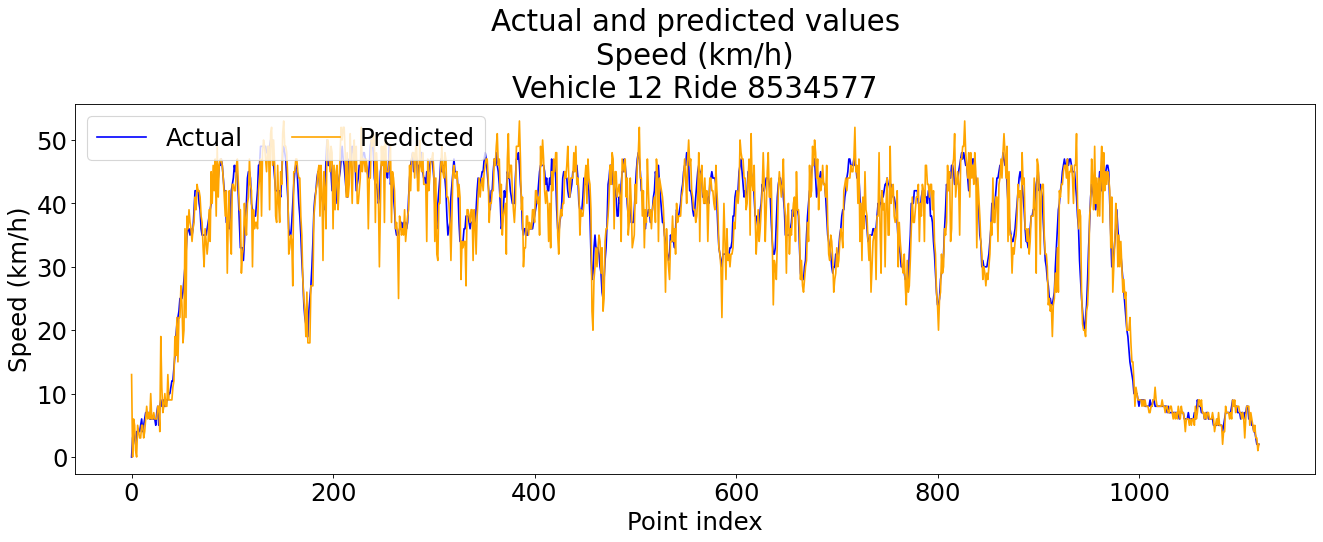 Actual and predicted values
Speed (km/h)
Vehicle 12 Ride 8534577
Actual
Predicted
Speed (km/h)
50
40
30
20
10
0
0 200 400 600 800 1000
Point index